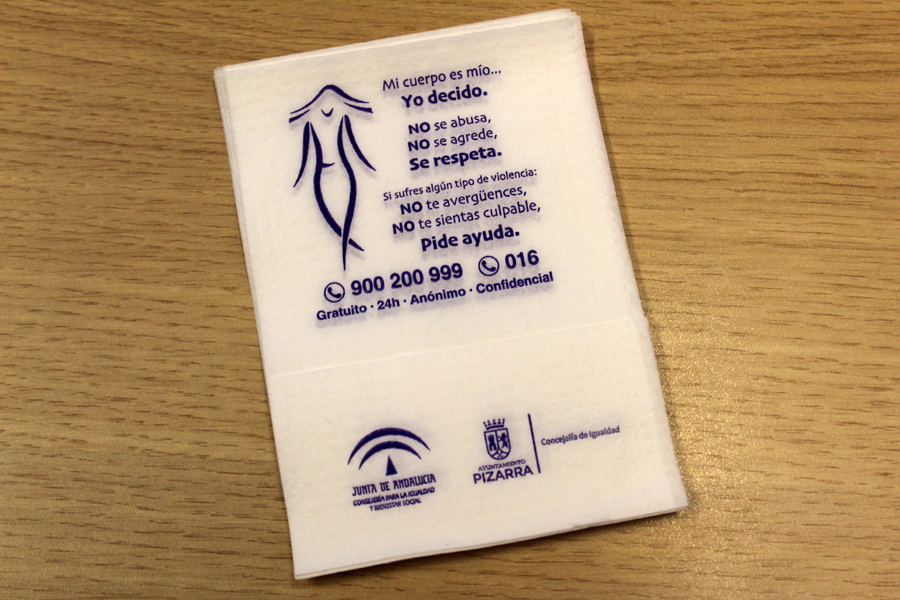 Mi cuerpo es mío...
Yo decido.
NO se abusa,
NO se agrede,
Se respeta.
Si sufres algún tipo de violencia:
NO te avergüences,
NO te sientas culpable,
Pide ayuda.
900 200 999 016
Gratuito · 24h · Anónimo · Confidencial
JUNTA DE ANDALUCIA
CONSEJERÍA PARA LA IGUALDAD
Y BIENESTAR SOCIAL
AYUNTAMIENTO
PIZARRA
Concejalía de Igualdad